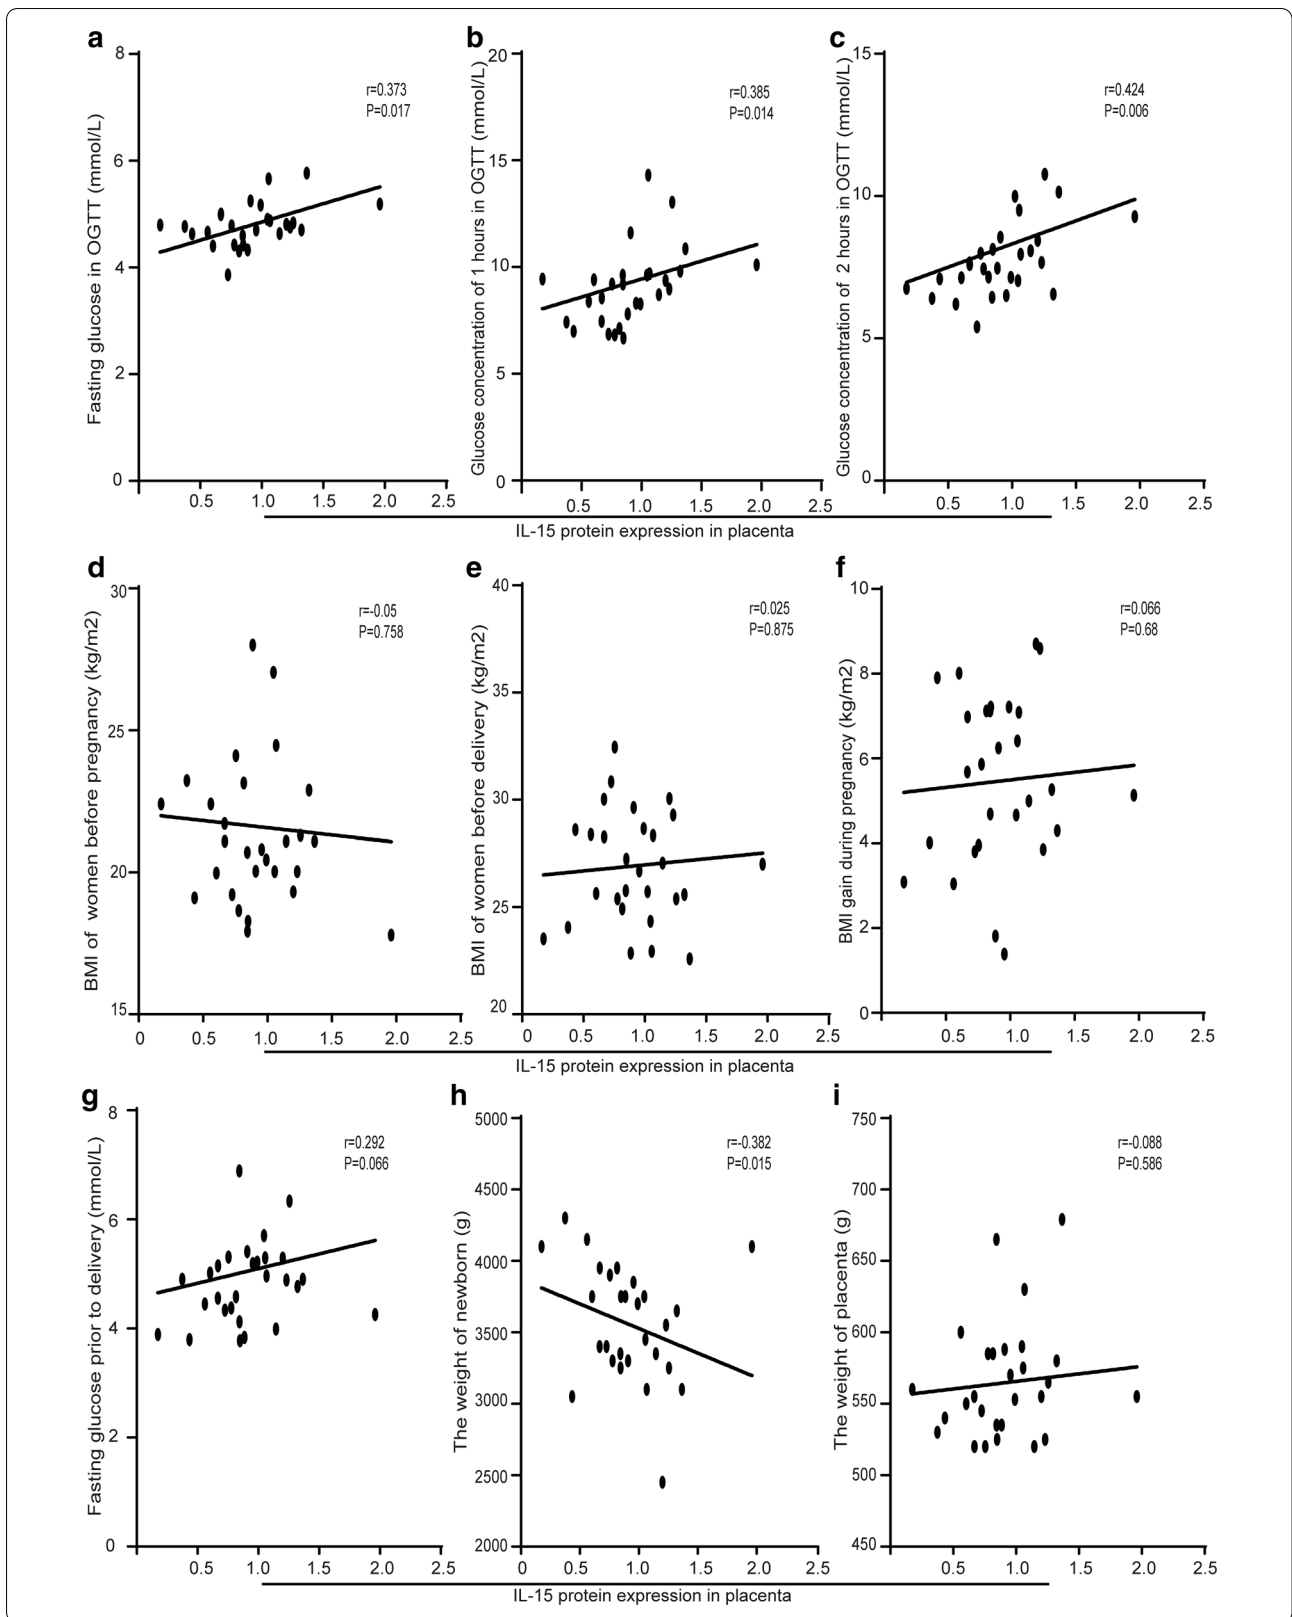 a
8
6
4
2
0
Fasting glucose in OGTT (mmol/L)
r=0.373
P=0.017
0.5 1.0 1.5 2.0 2.5
b
20
15
10
5
0
Glucose concentration of 1 hours in OGTT (mmol/L)
r=0.385
P=0.014
0.5 1.0 1.5 2.0 2.5
c
15
10
5
0
Glucose concentration of 2 hours in OGTT (mmol/L)
r=0.424
P=0.006
0.5 1.0 1.5 2.0 2.5
IL-15 protein expression in placenta
d
30
25
20
15
BMI of women before pregnancy (kg/m2)
r=-0.05
P=0.758
0 0.5 1.0 1.5 2.0 2.5
e
40
35
30
25
20
BMI of women before delivery (kg/m2)
r=0.025
P=0.875
0 0.5 1.0 1.5 2.0 2.5
f
10
8
6
4
2
0
BMI gain during pregnancy (kg/m2)
r=0.066
P=0.68
0.5 1.0 1.5 2.0 2.5
IL-15 protein expression in placenta
g
8
6
4
2
0
Fasting glucose prior to delivery (mmol/L)
r=0.292
P=0.066
0.5 1.0 1.5 2.0 2.5
h
5000
4500
4000
3500
3000
2500
2000
The weight of newborn (g)
r=-0.382
P=0.015
0 0.5 1.0 1.5 2.0 2.5
i
750
700
650
600
550
500
450
The weight of placenta (g)
r=-0.088
P=0.586
0.5 1.0 1.5 2.0 2.5
IL-15 protein expression in placenta